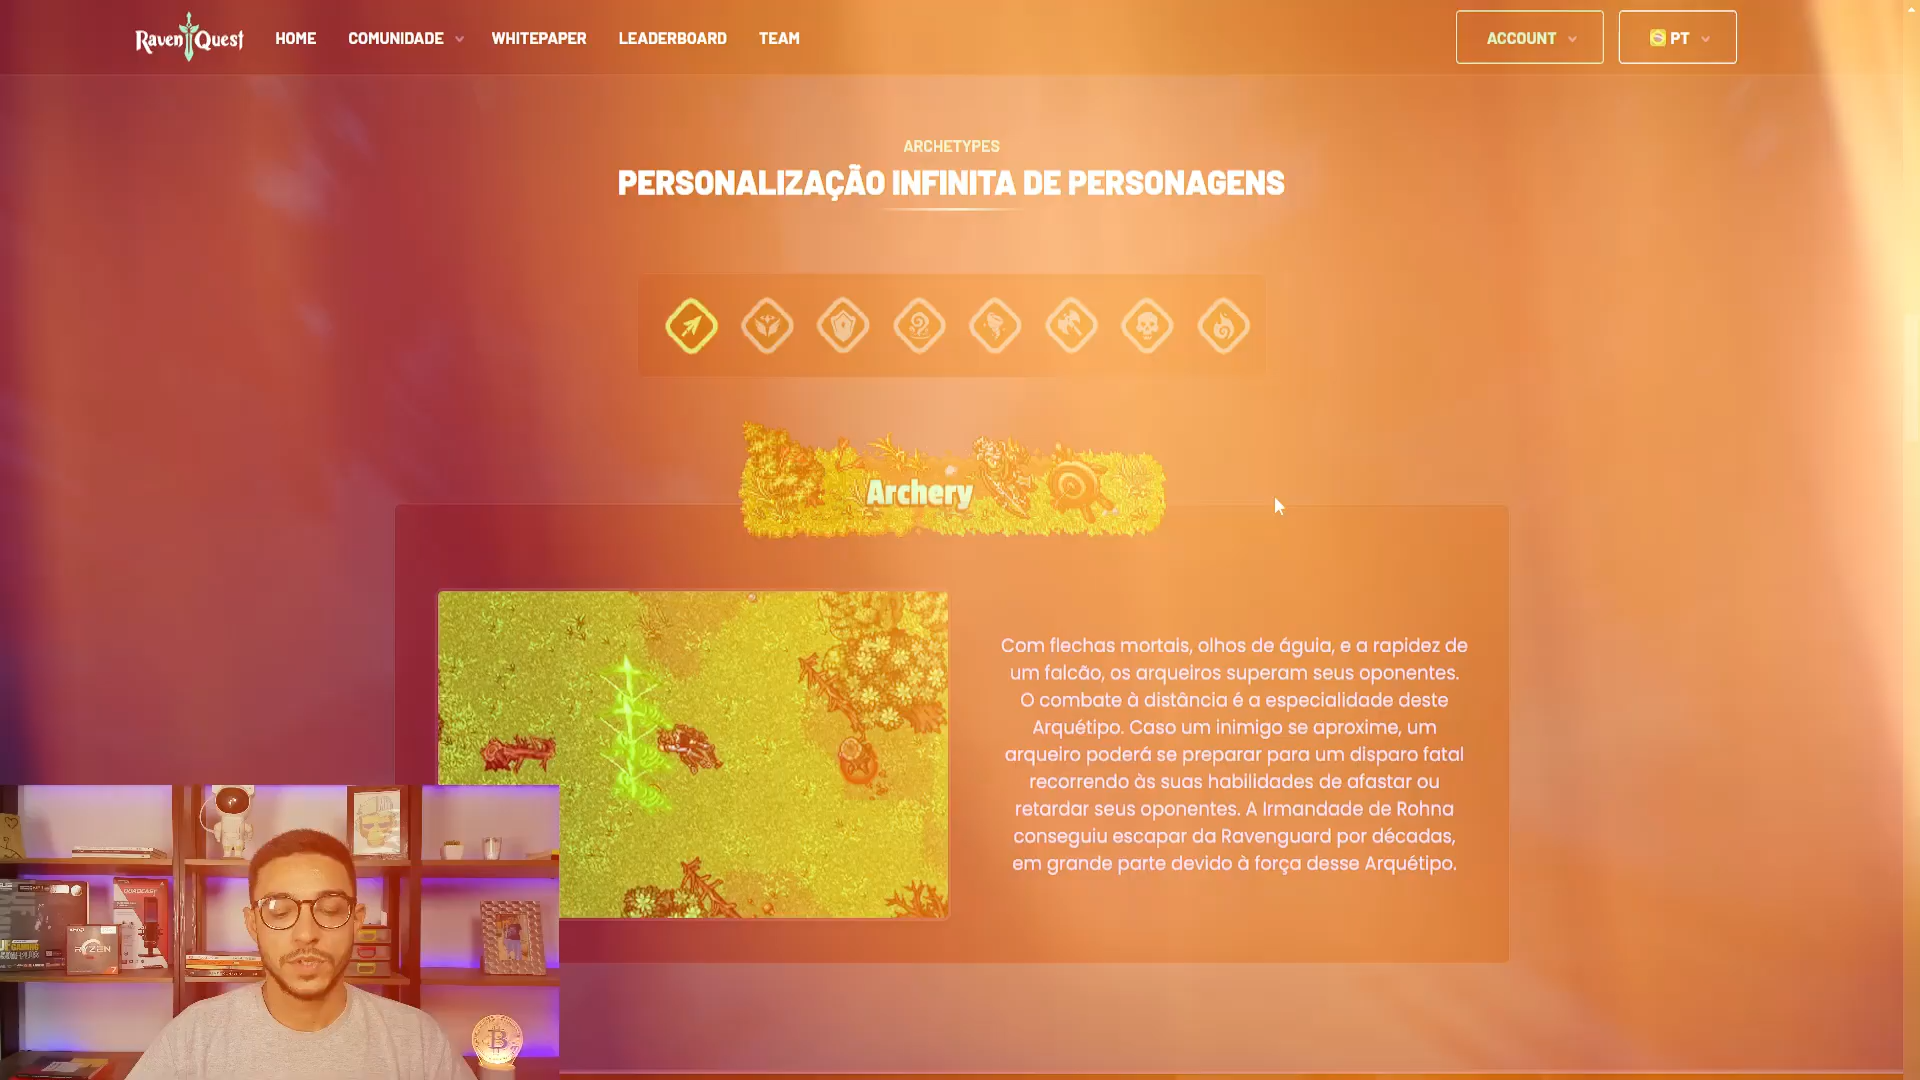 Raven Quest
HOME
COMUNIDADE
WHITEPAPER
LEADERBOARD
TEAM
ACCOUNT
PT
ARCHETYPES
PERSONALIZAÇÃO INFINITA DE PERSONAGENS
Archery
Com flechas mortais, olhos de águia, e a rapidez de
um falcão, os arqueiros superam seus oponentes.
O combate à distância é a especialidade deste
Arquétipo. Caso um inimigo se aproxime, um
arqueiro poderá se preparar para um disparo fatal
recorrendo às suas habilidades de afastar ou
retardar seus oponentes. A Irmandade de Rohna
conseguiu escapar da Ravenguard por décadas,
em grande parte devido à força desse Arquétipo.
QUADCAST
RYZEN